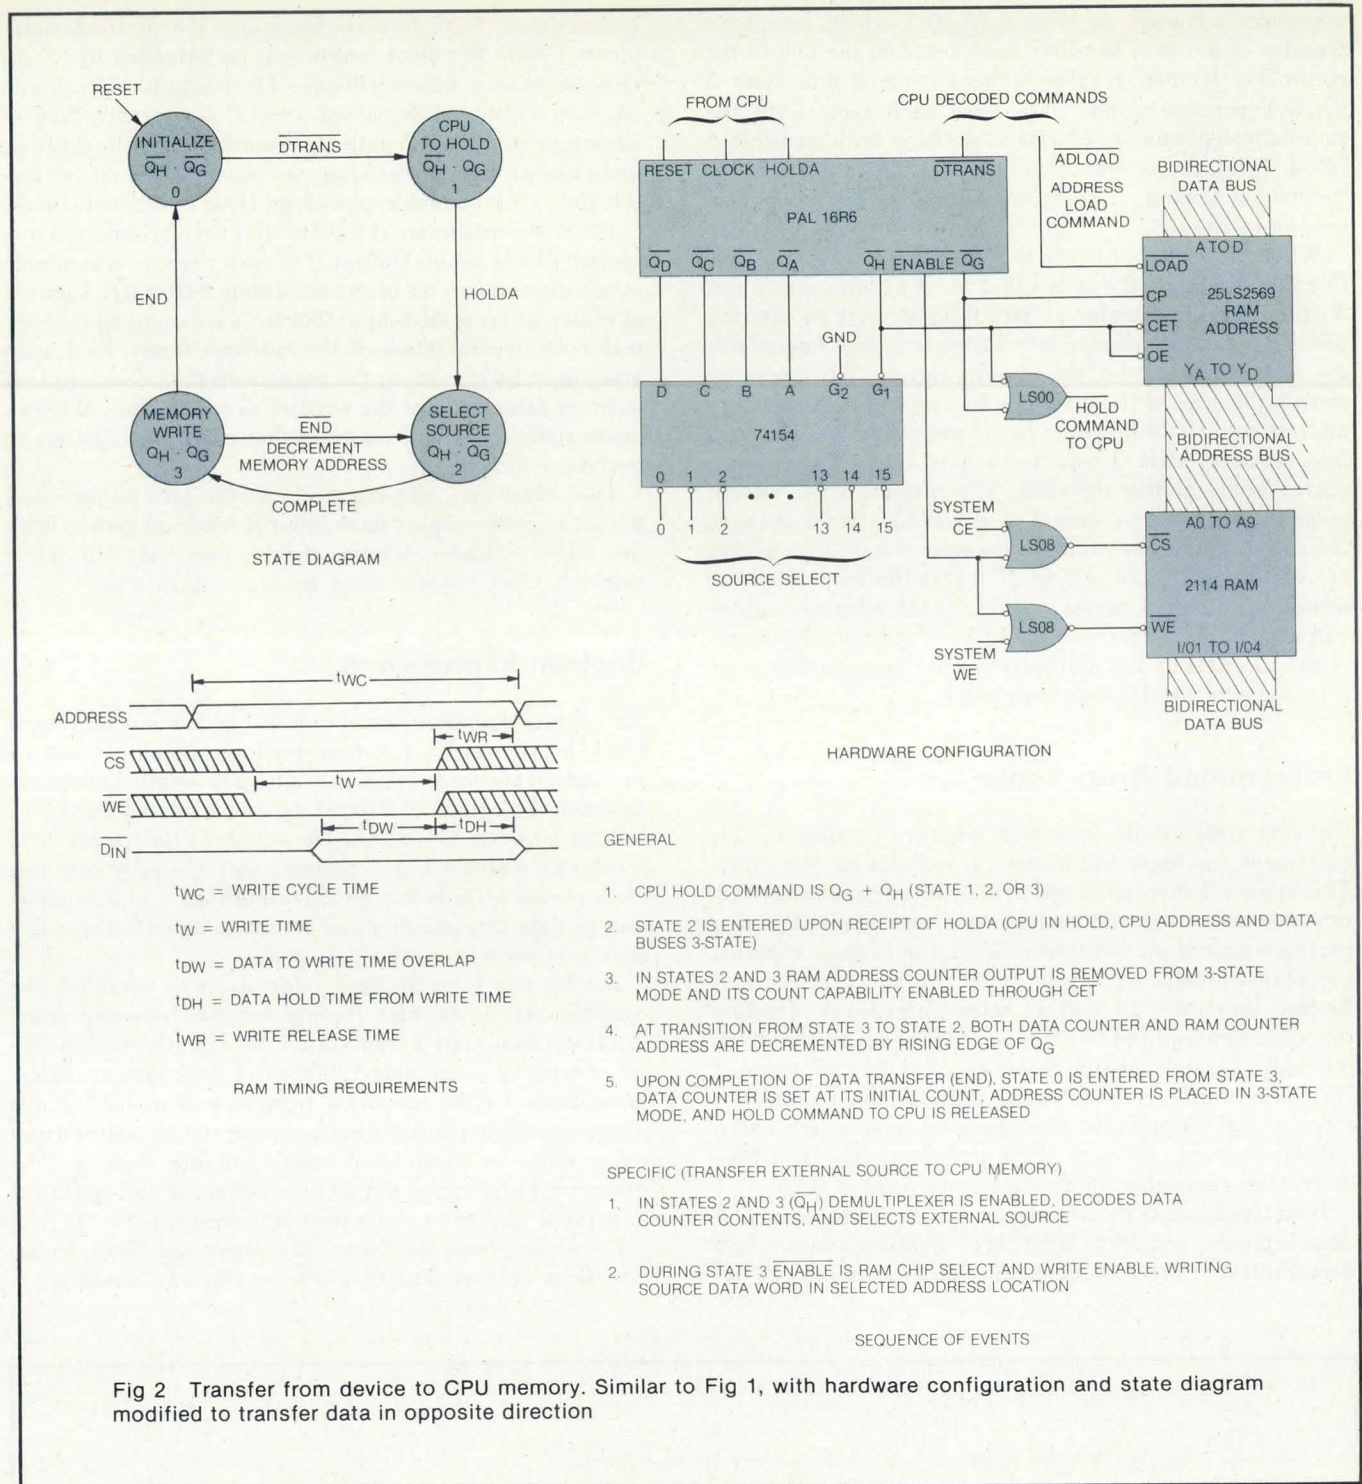 RESET
INITIALIZE
Q̅H · Q̅G
0
DTRANS
CPU
TO HOLD
Q̅H · QG
1
END
HOLDA
MEMORY
WRITE
QH · QG
3
END
DECREMENT
MEMORY ADDRESS
SELECT
SOURCE
QH · Q̅G
2
COMPLETE
STATE DIAGRAM
FROM CPU
CPU DECODED COMMANDS
RESET CLOCK HOLDA
DTRANS
PAL 16R6
Q̅D Q̅C Q̅B Q̅A Q̅H ENABLE Q̅G
ADLOAD
ADDRESS
LOAD
COMMAND
BIDIRECTIONAL
DATA BUS
A TO D
LOAD
CP
25LS2569
RAM
ADDRESS
CET
OE
YA TO YD
GND
D C B A G2 G1
74154
0 1 2 13 14 15
0 1 2 13 14 15
SOURCE SELECT
LS00
HOLD
COMMAND
TO CPU
BIDIRECTIONAL
ADDRESS BUS
SYSTEM
CE
LS08
A0 TO A9
CS
2114 RAM
WE
I/01 TO I/04
LS08
SYSTEM
WE
BIDIRECTIONAL
DATA BUS
HARDWARE CONFIGURATION
tWC
ADDRESS
tWR
CS
tW
WE
tDW
tDH
DIN
tWC = WRITE CYCLE TIME
tW = WRITE TIME
tDW = DATA TO WRITE TIME OVERLAP
tDH = DATA HOLD TIME FROM WRITE TIME
tWR = WRITE RELEASE TIME
RAM TIMING REQUIREMENTS
GENERAL
1. CPU HOLD COMMAND IS QG + QH (STATE 1, 2, OR 3)
2. STATE 2 IS ENTERED UPON RECEIPT OF HOLDA (CPU IN HOLD, CPU ADDRESS AND DATA
BUSES 3-STATE)
3. IN STATES 2 AND 3 RAM ADDRESS COUNTER OUTPUT IS REMOVED FROM 3-STATE
MODE AND ITS COUNT CAPABILITY ENABLED THROUGH CET
4. AT TRANSITION FROM STATE 3 TO STATE 2, BOTH DATA COUNTER AND RAM COUNTER
ADDRESS ARE DECREMENTED BY RISING EDGE OF Q̅G
5. UPON COMPLETION OF DATA TRANSFER (END), STATE 0 IS ENTERED FROM STATE 3,
DATA COUNTER IS SET AT ITS INITIAL COUNT, ADDRESS COUNTER IS PLACED IN 3-STATE
MODE, AND HOLD COMMAND TO CPU IS RELEASED
SPECIFIC (TRANSFER EXTERNAL SOURCE TO CPU MEMORY)
1. IN STATES 2 AND 3 (Q̅H) DEMULTIPLEXER IS ENABLED, DECODES DATA
COUNTER CONTENTS, AND SELECTS EXTERNAL SOURCE
2. DURING STATE 3 ENABLE IS RAM CHIP SELECT AND WRITE ENABLE, WRITING
SOURCE DATA WORD IN SELECTED ADDRESS LOCATION
SEQUENCE OF EVENTS
Fig 2 Transfer from device to CPU memory. Similar to Fig 1, with hardware configuration and state diagram
modified to transfer data in opposite direction